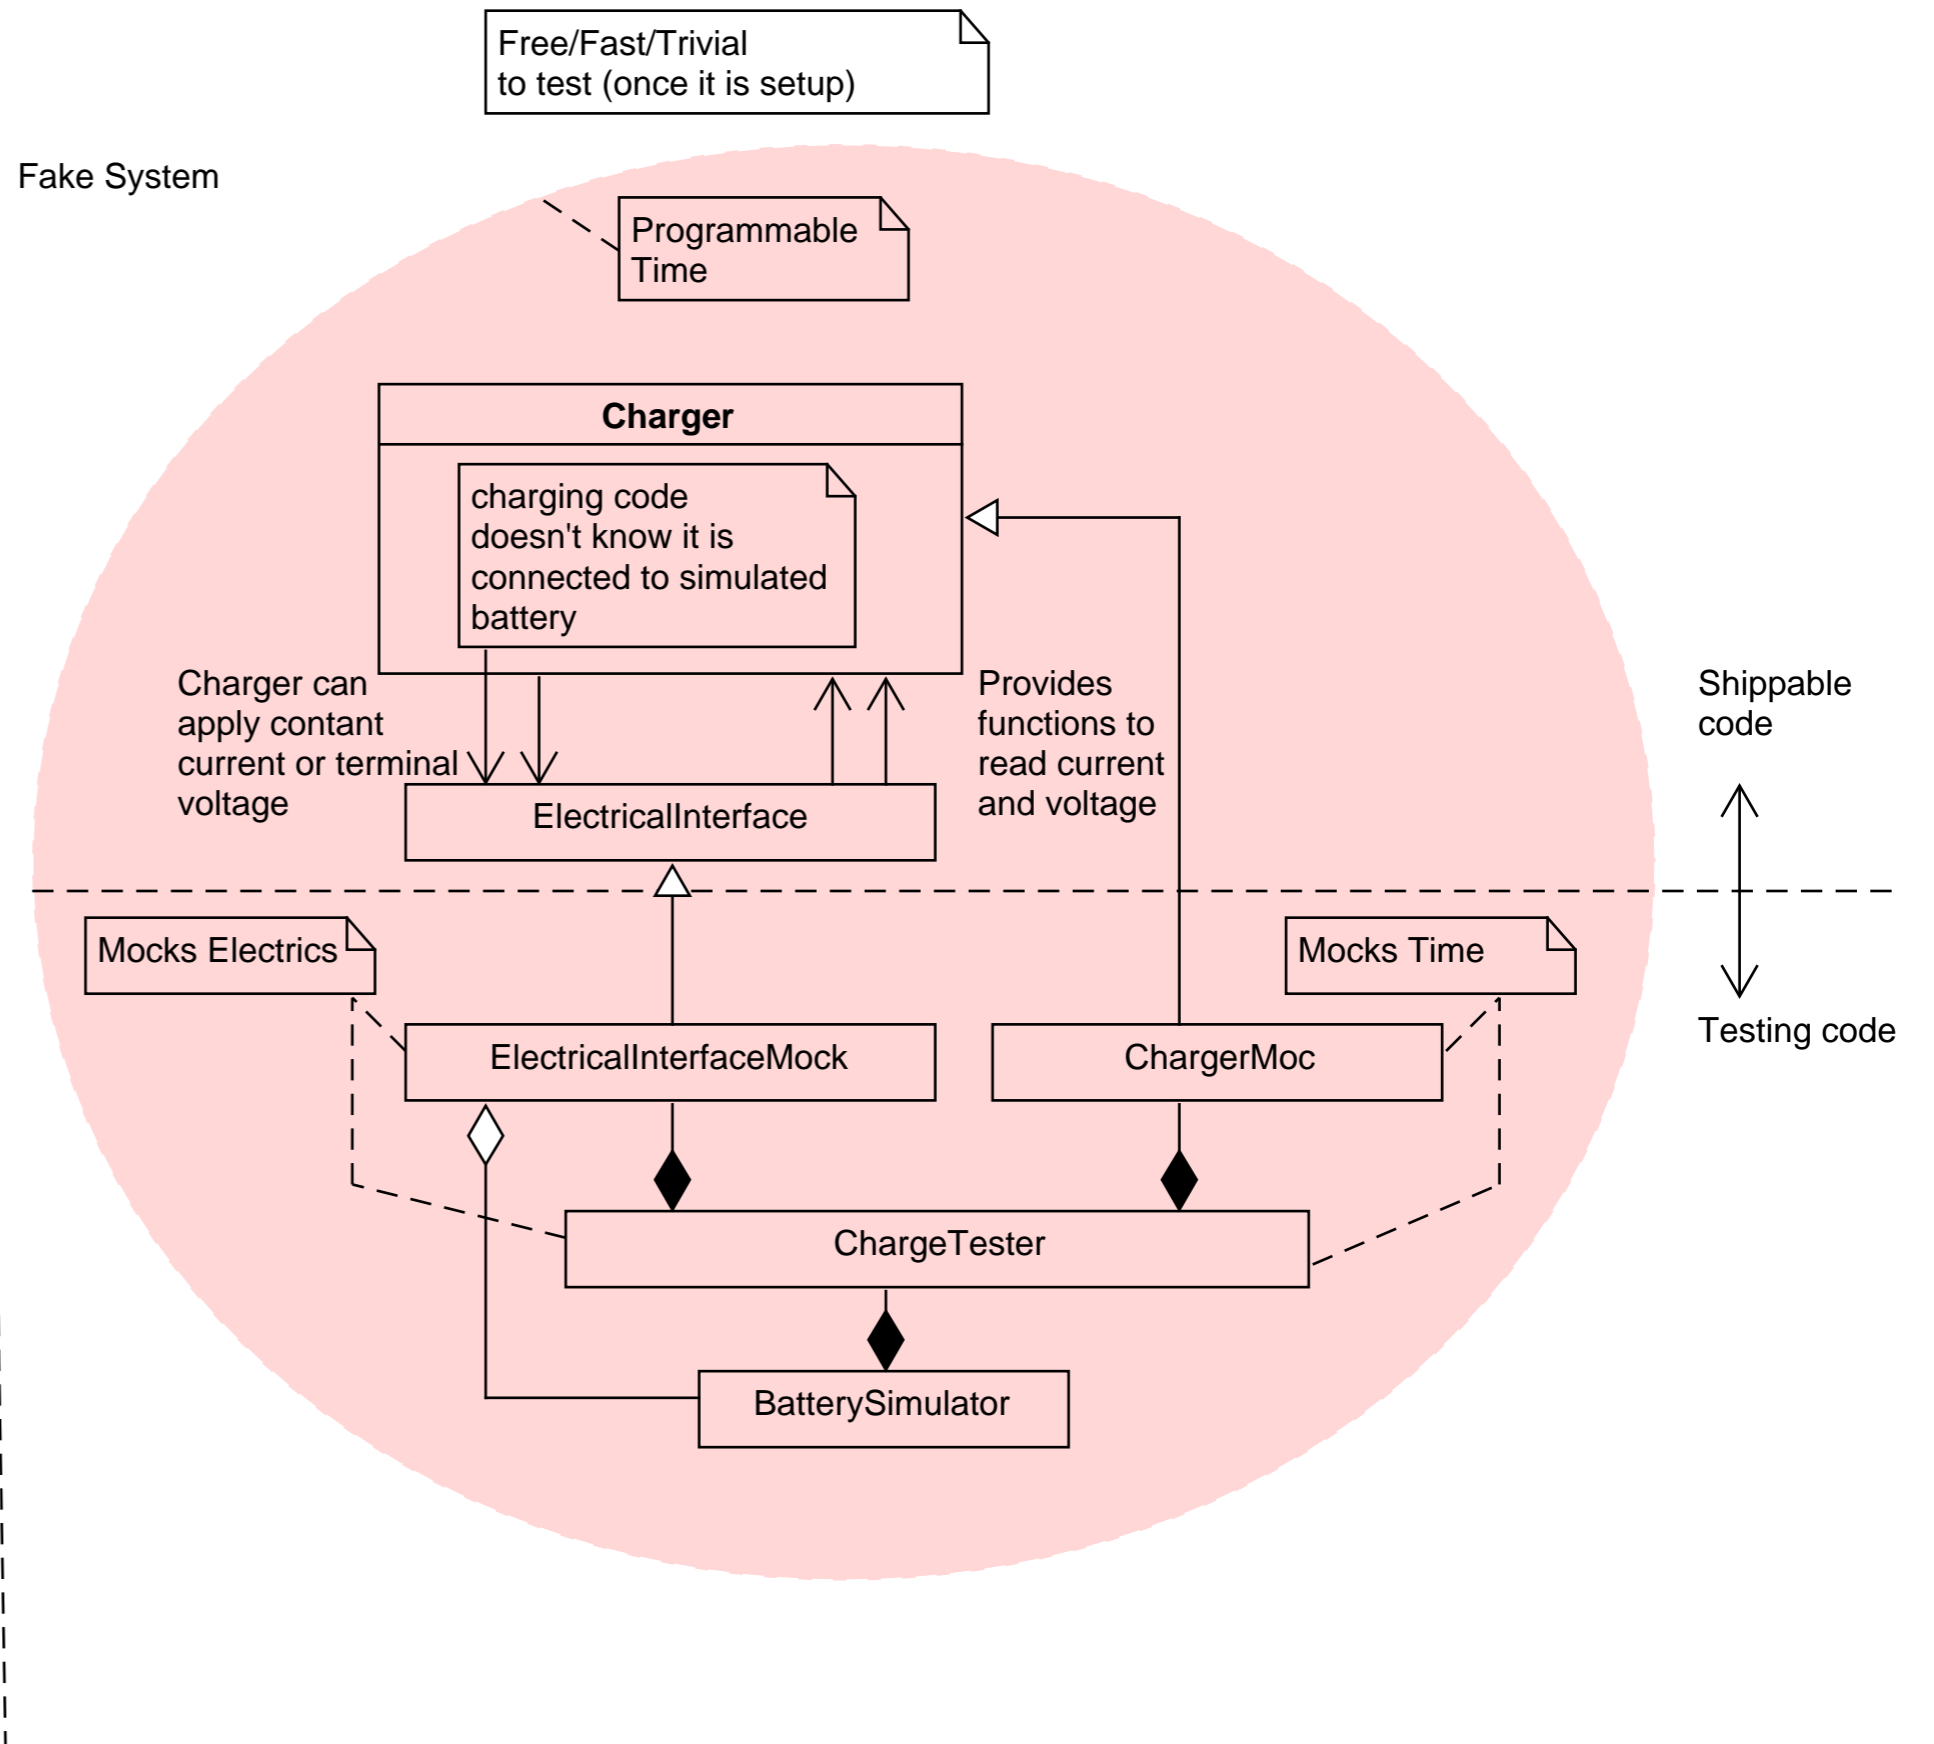 Free/Fast/Trivial
to test (once it is setup)
Fake System
Programmable
Time
Charger
charging code
doesn't know it is
connected to simulated
battery
Charger can
apply contant
current or terminal
voltage
Provides
functions to
read current
and voltage
Shippable
code
ElectricalInterface
Mocks Electrics
Mocks Time
Testing code
ElectricalInterfaceMock
ChargerMoc
ChargeTester
BatterySimulator